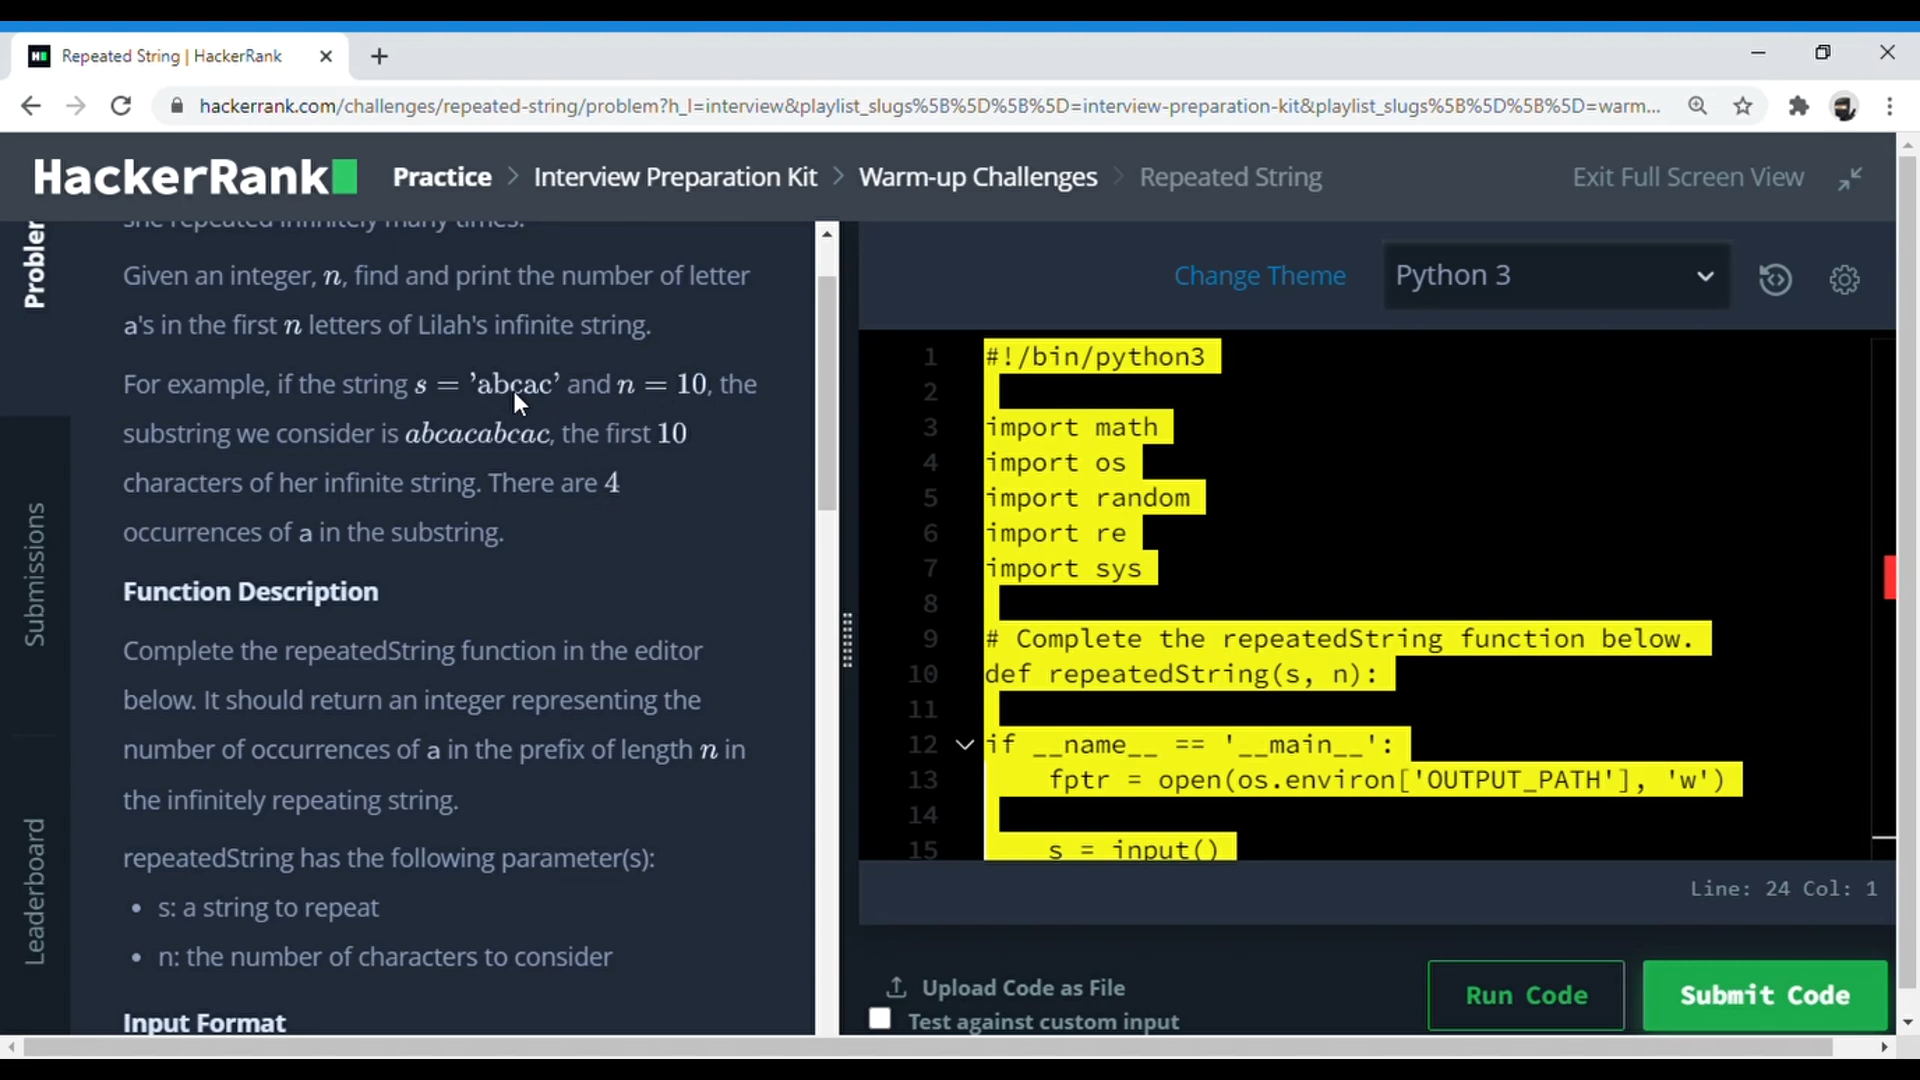 Repeated String | HackerRank
hackerrank.com/challenges/repeated-string/problem?h_l=interview&playlist_slugs%5B%5D%5B%5D=interview-preparation-kit&playlist_slugs%5B%5D%5B%5D=warm...
HackerRank
Practice > Interview Preparation Kit > Warm-up Challenges > Repeated String
Exit Full Screen View
Problem
Submissions
Leaderboard
she repeated infinitely many times.
Given an integer, n, find and print the number of letter
a's in the first n letters of Lilah's infinite string.
For example, if the string s = 'abcac' and n = 10, the
substring we consider is abcacabcac, the first 10
characters of her infinite string. There are 4
occurrences of a in the substring.
Function Description
Complete the repeatedString function in the editor
below. It should return an integer representing the
number of occurrences of a in the prefix of length n in
the infinitely repeating string.
repeatedString has the following parameter(s):
• s: a string to repeat
• n: the number of characters to consider
Input Format
Change Theme
Python 3
1 #!/bin/python3
2
3 import math
4 import os
5 import random
6 import re
7 import sys
8
9 # Complete the repeatedString function below.
10 def repeatedString(s, n):
11
12 if __name__ == '__main__':
13 fptr = open(os.environ['OUTPUT_PATH'], 'w')
14
15 s = input()
Line: 24 Col: 1
Upload Code as File
Test against custom input
Run Code
Submit Code